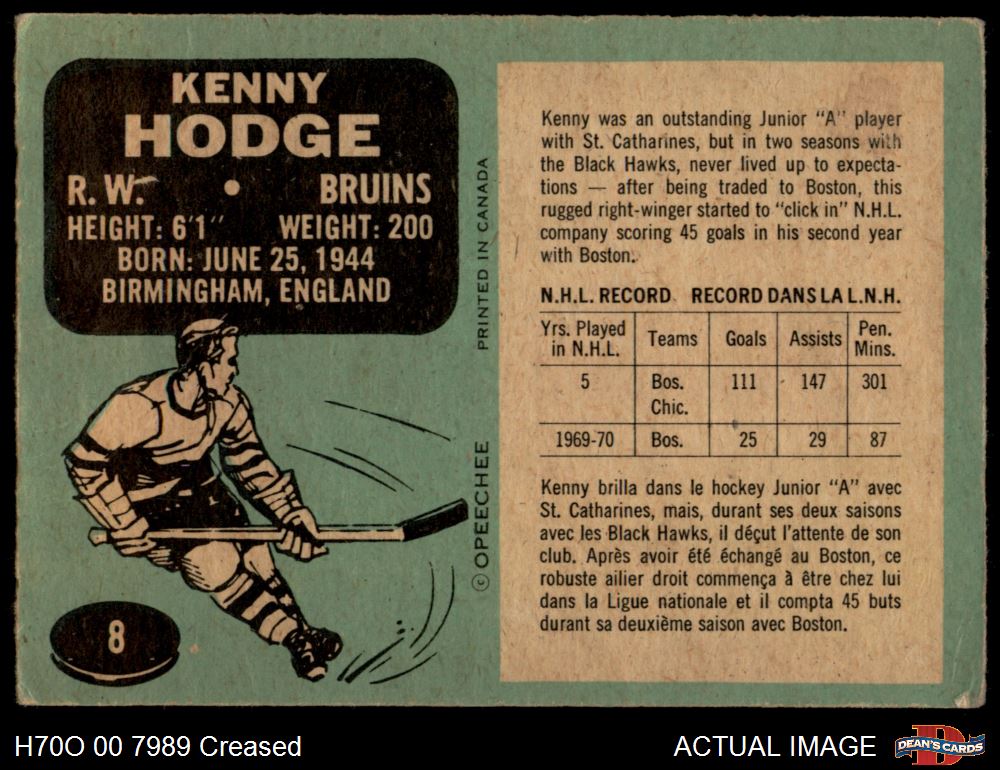 KENNY
HODGE
R. W. • BRUINS
HEIGHT: 6'1" WEIGHT: 200
BORN: JUNE 25, 1944
BIRMINGHAM, ENGLAND
8
© OPEECHEE PRINTED IN CANADA
Kenny was an outstanding Junior "A" player
with St. Catharines, but in two seasons with
the Black Hawks, never lived up to expecta-
tions — after being traded to Boston, this
rugged right-winger started to "click in" N.H.L.
company scoring 45 goals in his second year
with Boston.
N.H.L. RECORD RECORD DANS LA L.N.H.
Yrs. Played in N.H.L. Teams Goals Assists Pen. Mins.
5 Bos. Chic. 111 147 301
1969-70 Bos. 25 29 87
Kenny brilla dans le hockey Junior "A" avec
St. Catharines, mais, durant ses deux saisons
avec les Black Hawks, il déçut l'attente de son
club. Après avoir été échangé au Boston, ce
robuste ailier droit commença à être chez lui
dans la Ligue nationale et il compta 45 buts
durant sa deuxième saison avec Boston.
H70O 00 7989 Creased
ACTUAL IMAGE
D
DEAN'S CARDS